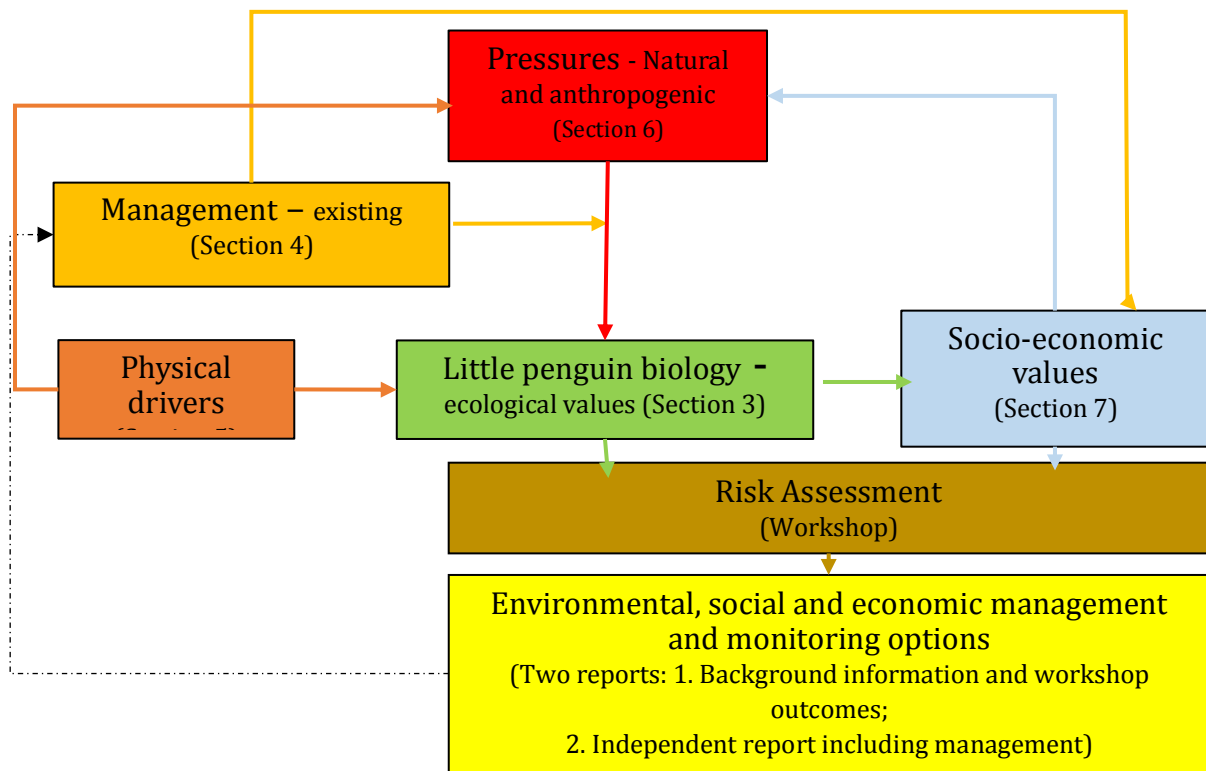 Pressures - Natural
and anthropogenic
(Section 6)
Management – existing
(Section 4)
Physical
drivers
Little penguin biology -
ecological values (Section 3)
Socio-economic
values
(Section 7)
Risk Assessment
(Workshop)
Environmental, social and economic management
and monitoring options
(Two reports: 1. Background information and workshop
outcomes;
2. Independent report including management)